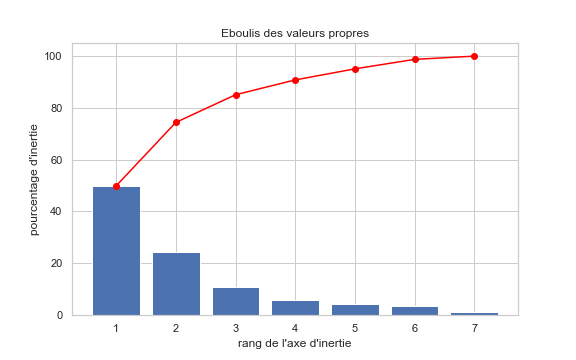 Eboulis des valeurs propres
100
80
60
40
20
0
pourcentage d'inertie
1 2 3 4 5 6 7
rang de l'axe d'inertie